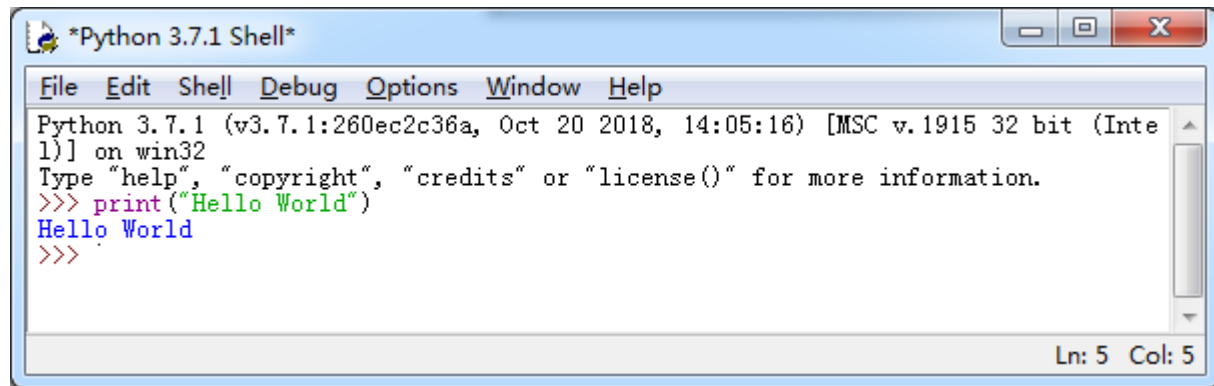 *Python 3.7.1 Shell*
File Edit Shell Debug Options Window Help
Python 3.7.1 (v3.7.1:260ec2c36a, Oct 20 2018, 14:05:16) [MSC v.1915 32 bit (Inte
l)] on win32
Type "help", "copyright", "credits" or "license()" for more information.
>>> print("Hello World")
Hello World
>>>
Ln: 5 Col: 5